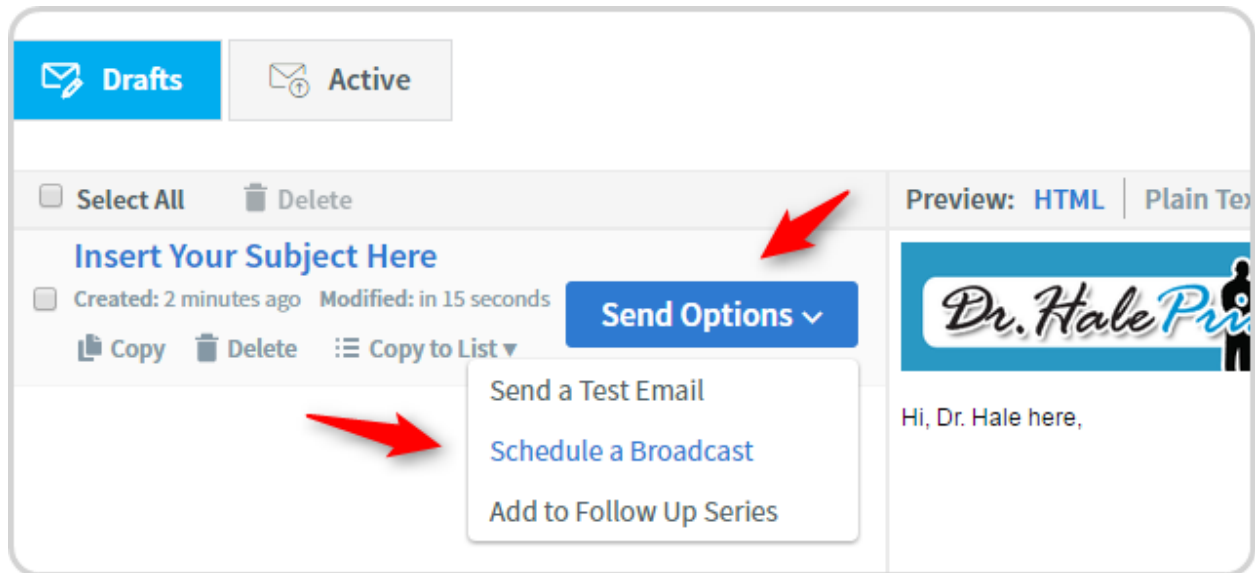 Drafts Active
Select All Delete
Preview: HTML Plain
Insert Your Subject Here
Created: 2 minutes ago Modified: in 15 seconds
Send Options
Copy Delete Copy to List
Send a Test Email
Schedule a Broadcast
Add to Follow Up Series
Dr. Hale
Hi, Dr. Hale here,